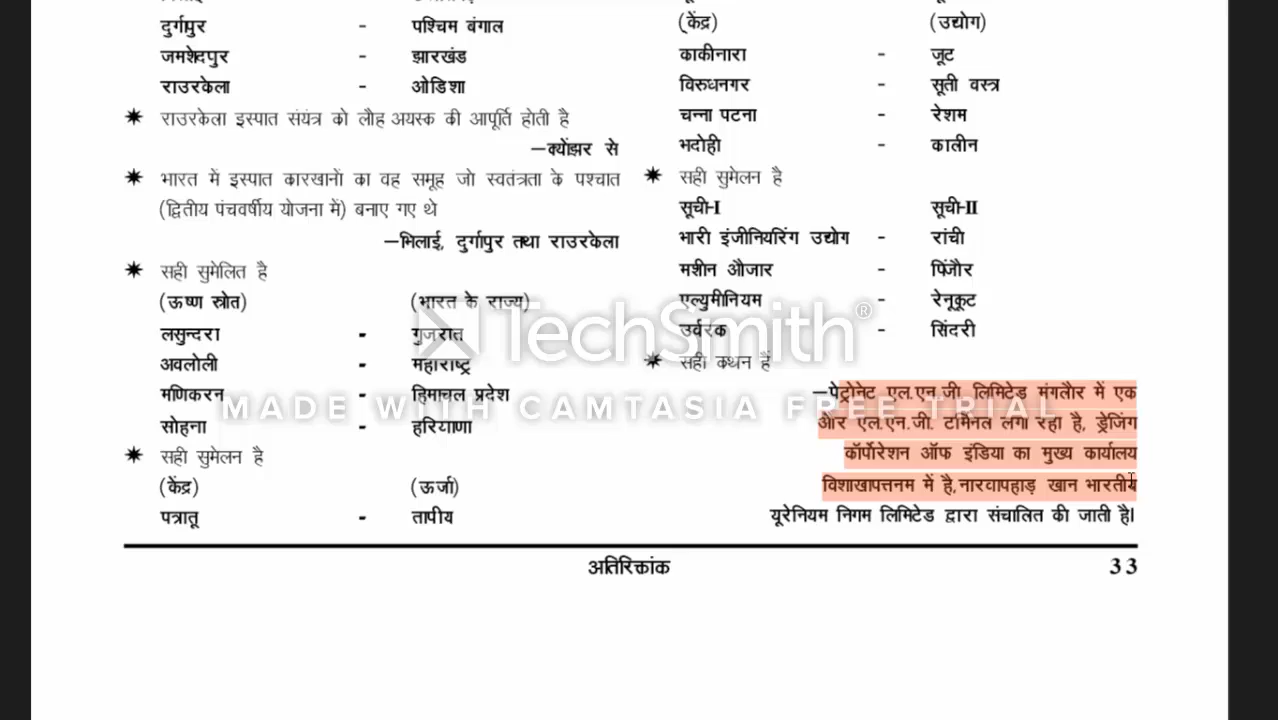 दुर्गापुर - पश्चिम बंगाल
जमशेदपुर - झारखंड
राउरकेला - ओडिशा
✷ राउरकेला इस्पात संयंत्र को लौह अयस्क की आपूर्ति होती है
–क्योंझर से
✷ भारत में इस्पात कारखानों का वह समूह जो स्वतंत्रता के पश्चात
(द्वितीय पंचवर्षीय योजना में) बनाए गए थे
–भिलाई, दुर्गापुर तथा राउरकेला
✷ सही सुमेलित है
(ऊष्ण स्रोत) (भारत के राज्य)
लसुन्दरा - गुजरात
अवलोली - महाराष्ट्र
मणिकरन - हिमाचल प्रदेश
सोहना - हरियाणा
✷ सही सुमेलन है
(केंद्र) (ऊर्जा)
पत्रातू - तापीय
(केंद्र) (उद्योग)
काकीनारा - जूट
विरुधनगर - सूती वस्त्र
चन्ना पटना - रेशम
भदोही - कालीन
✷ सही सुमेलन है
सूची-I सूची-II
भारी इंजीनियरिंग उद्योग - रांची
मशीन औजार - पिंजौर
एल्युमीनियम - रेनूकूट
उर्वरक - सिंदरी
✷ सही कथन हैं
–पेट्रोनेट एल.एन.जी. लिमिटेड मंगलौर में एक
और एल.एन.जी. टर्मिनल लगा रहा है, ड्रेजिंग
कॉर्पोरेशन ऑफ इंडिया का मुख्य कार्यालय
विशाखापत्तनम में है, नारवापहाड़ खान भारतीय
यूरेनियम निगम लिमिटेड द्वारा संचालित की जाती है।
अतिरिक्तांक 33
TechSmith®
MADE WITH CAMTASIA FREE TRIAL